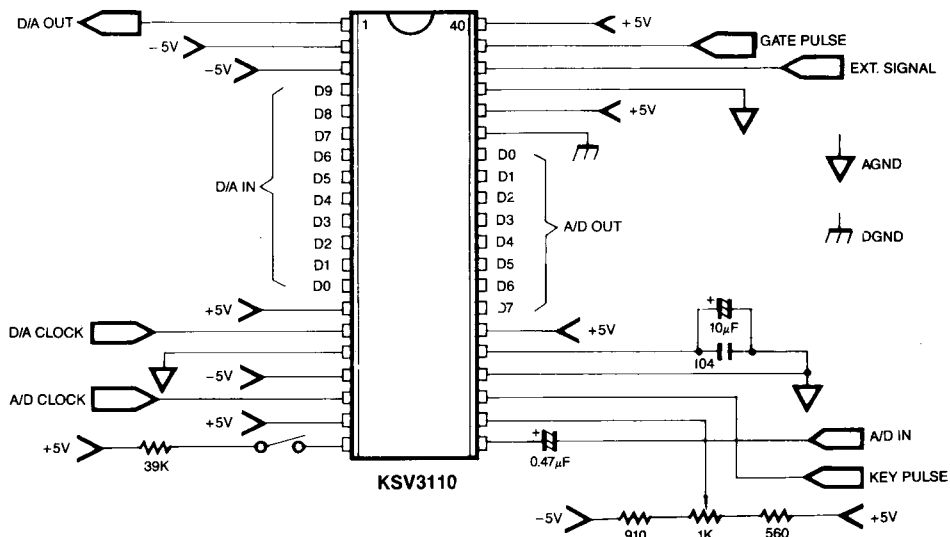 D/A OUT
1
40
+5V
-5V
GATE PULSE
-5V
EXT. SIGNAL
D9
D8
+5V
D7
D6
D0
D5
D1
D/A IN
D4
D2
D3
D3
A/D OUT
D2
D4
D1
D5
D0
D6
+5V
D7
AGND
DGND
D/A CLOCK
+5V
+
10µF
104
-5V
A/D CLOCK
+5V
+5V
39K
+
0.47µF
A/D IN
KSV3110
KEY PULSE
-5V
910
1K
560
+5V